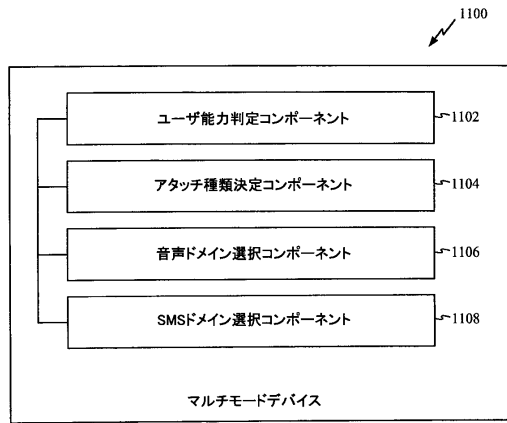 1100
ユーザ能力判定コンポーネント
1102
アタッチ種類決定コンポーネント
1104
音声ドメイン選択コンポーネント
1106
SMSドメイン選択コンポーネント
1108
マルチモードデバイス